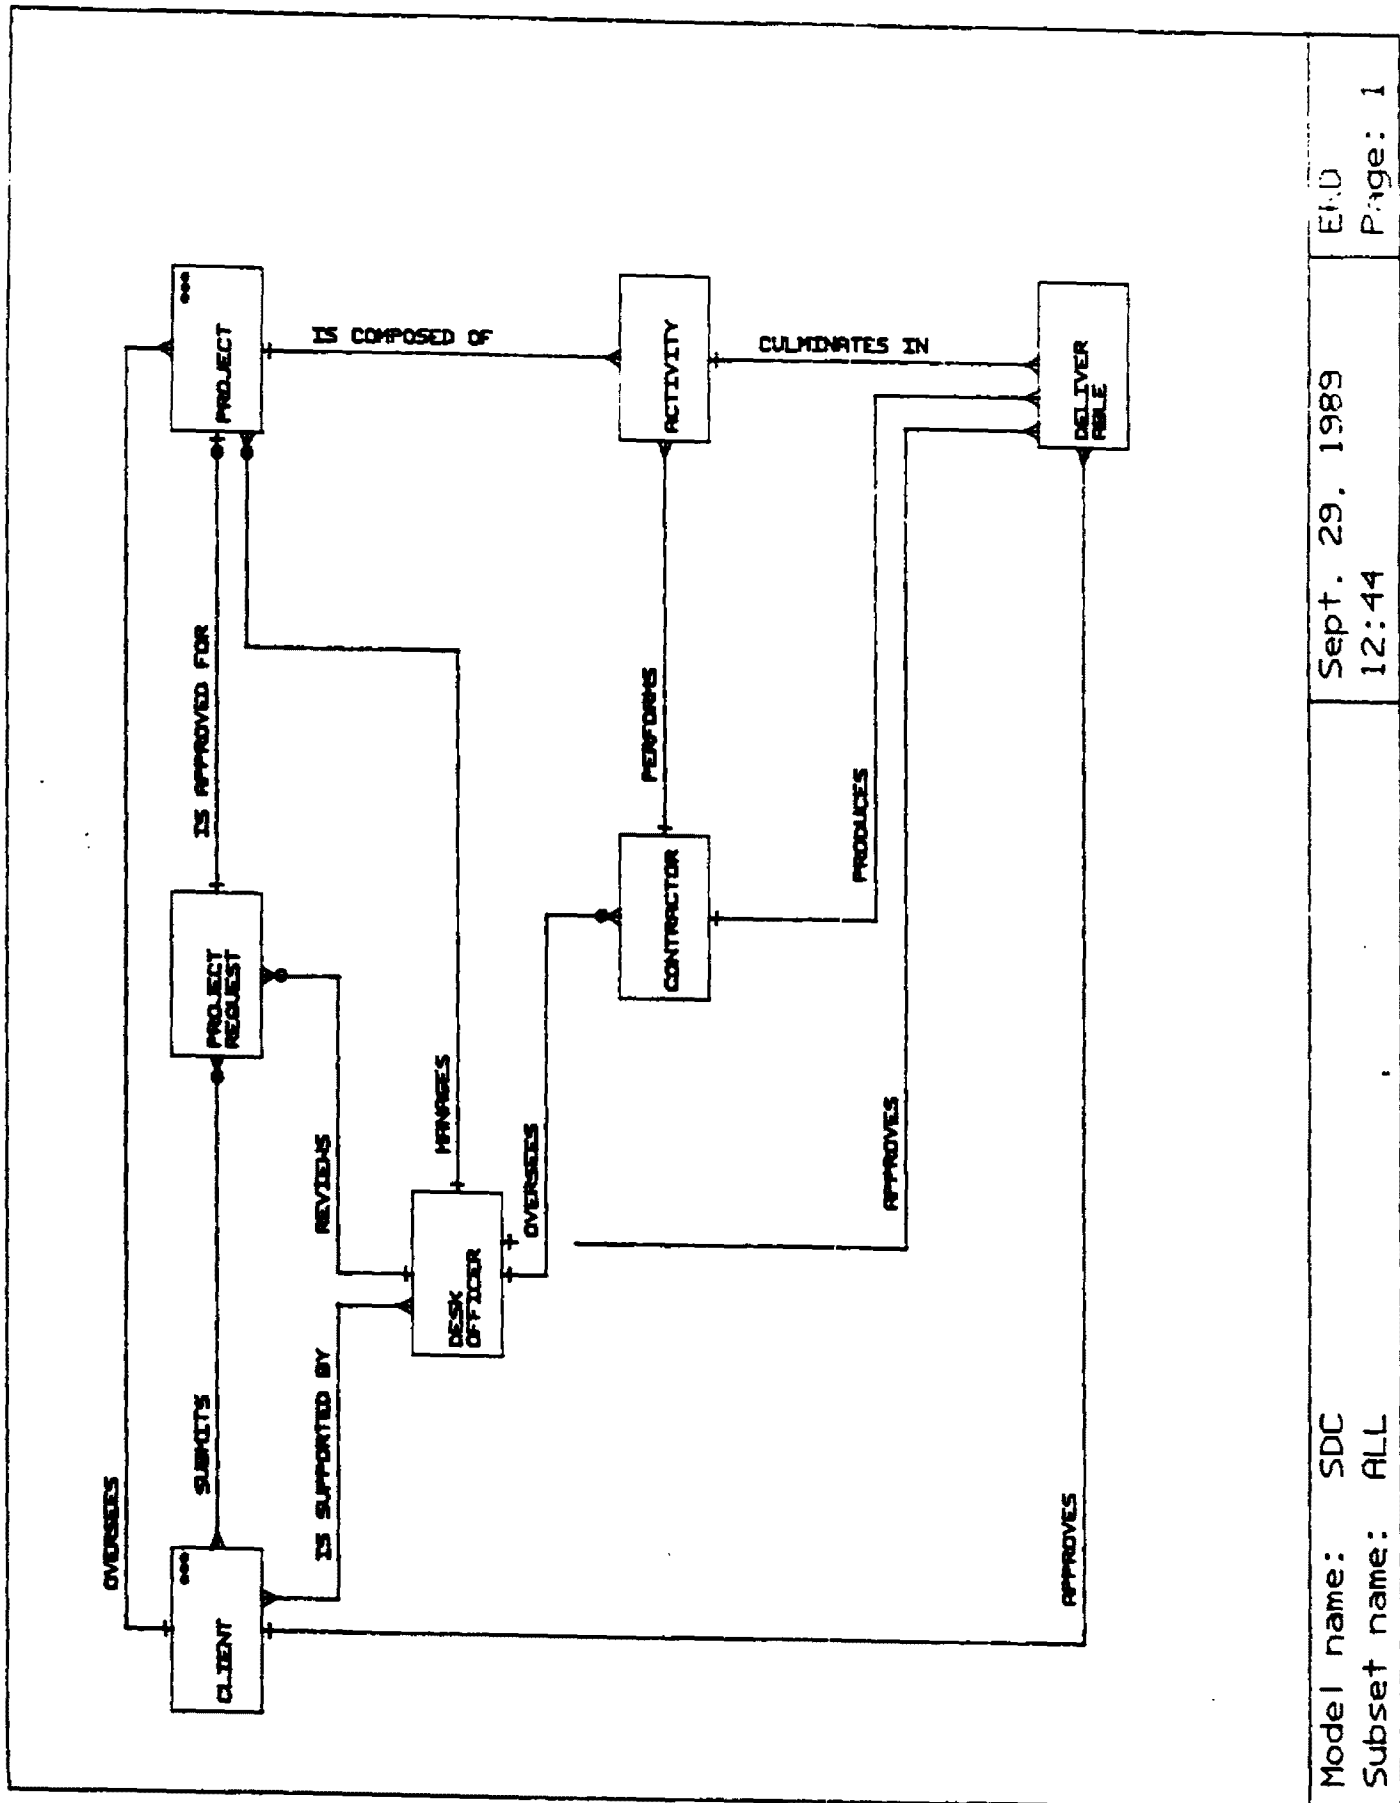 OVERSEES
SUBMITS
IS APPROVED FOR
CLIENT
PROJECT
REQUEST
PROJECT
IS SUPPORTED BY
REVIEWS
IS COMPOSED OF
MANAGES
DESK
OFFICER
OVERSEES
PERFORMS
CONTRACTOR
ACTIVITY
CULMINATES IN
PRODUCES
APPROVES
APPROVES
DELIVER
ABLE
Model name: SDC
Subset name: ALL
Sept. 29, 1989
12:44
ERD
Page: 1